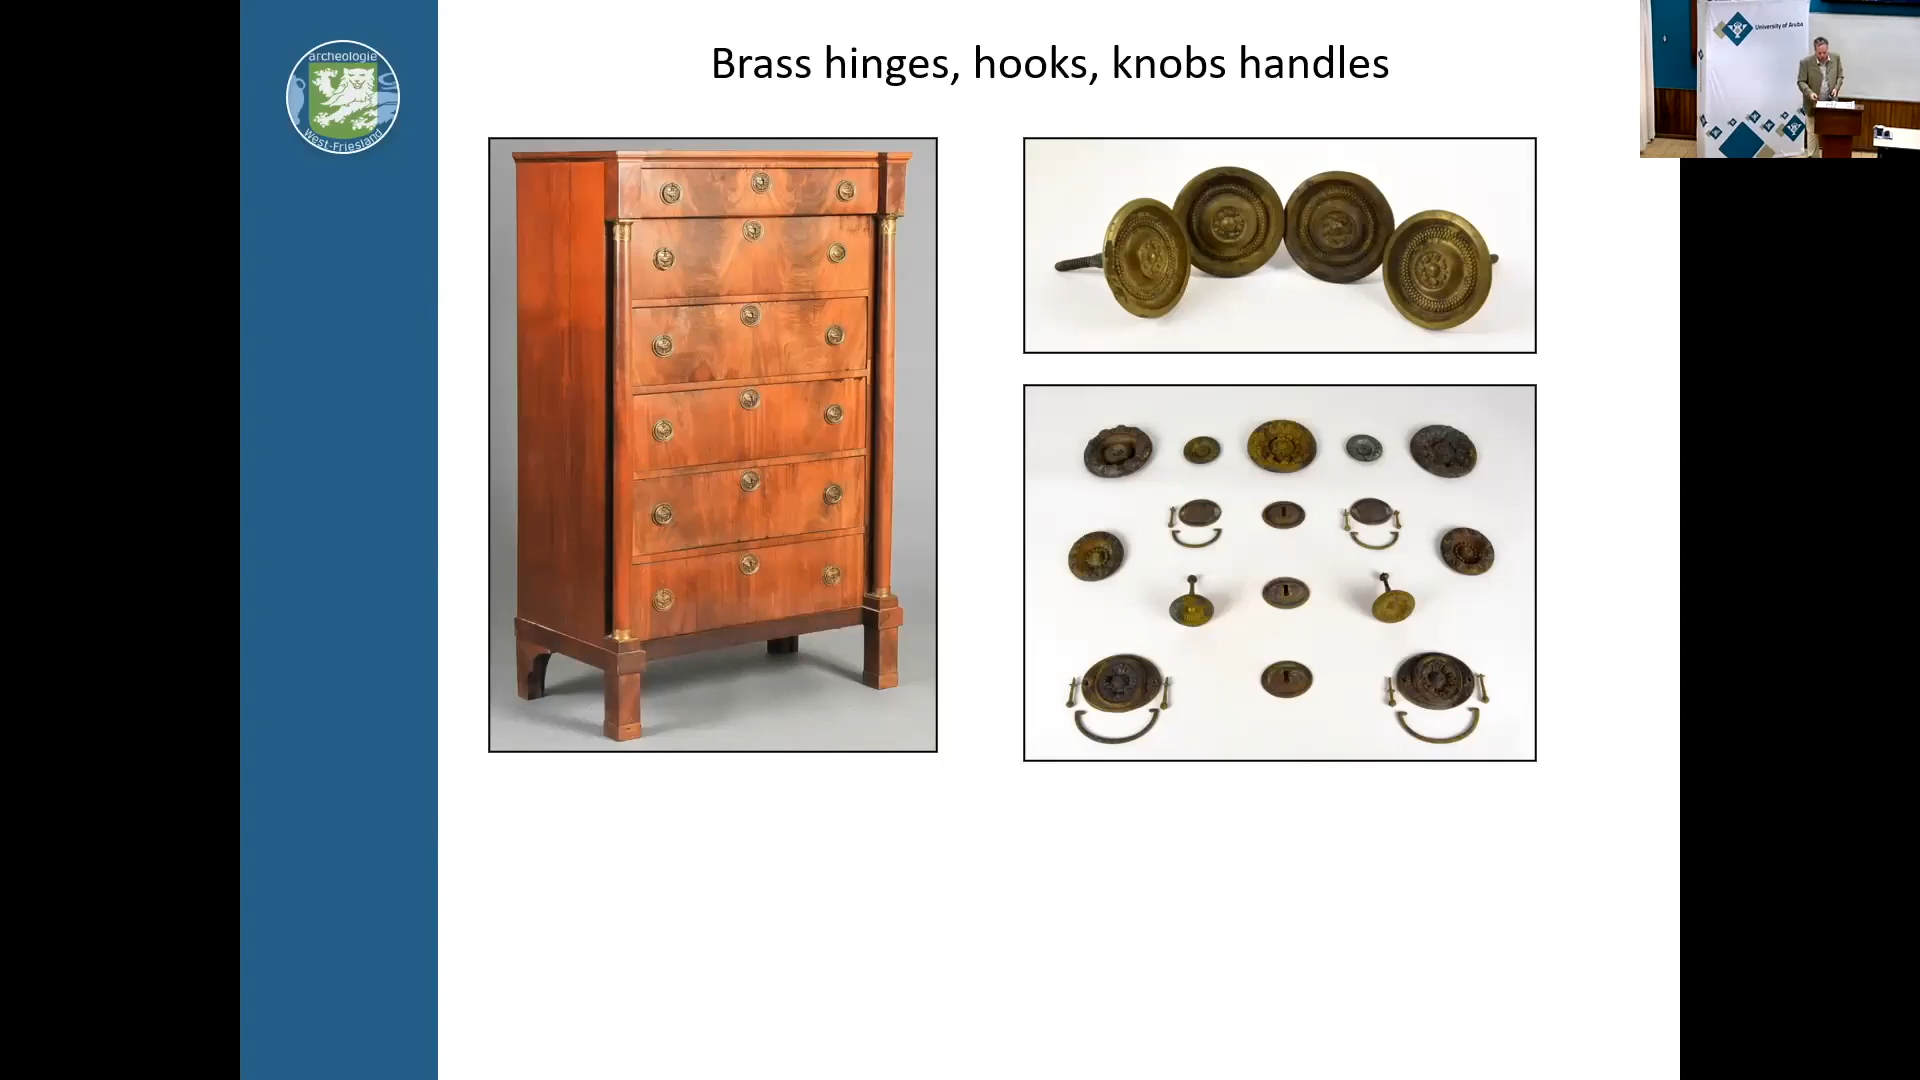 archeologie
West-Friesland
Brass hinges, hooks, knobs handles
University of Aruba